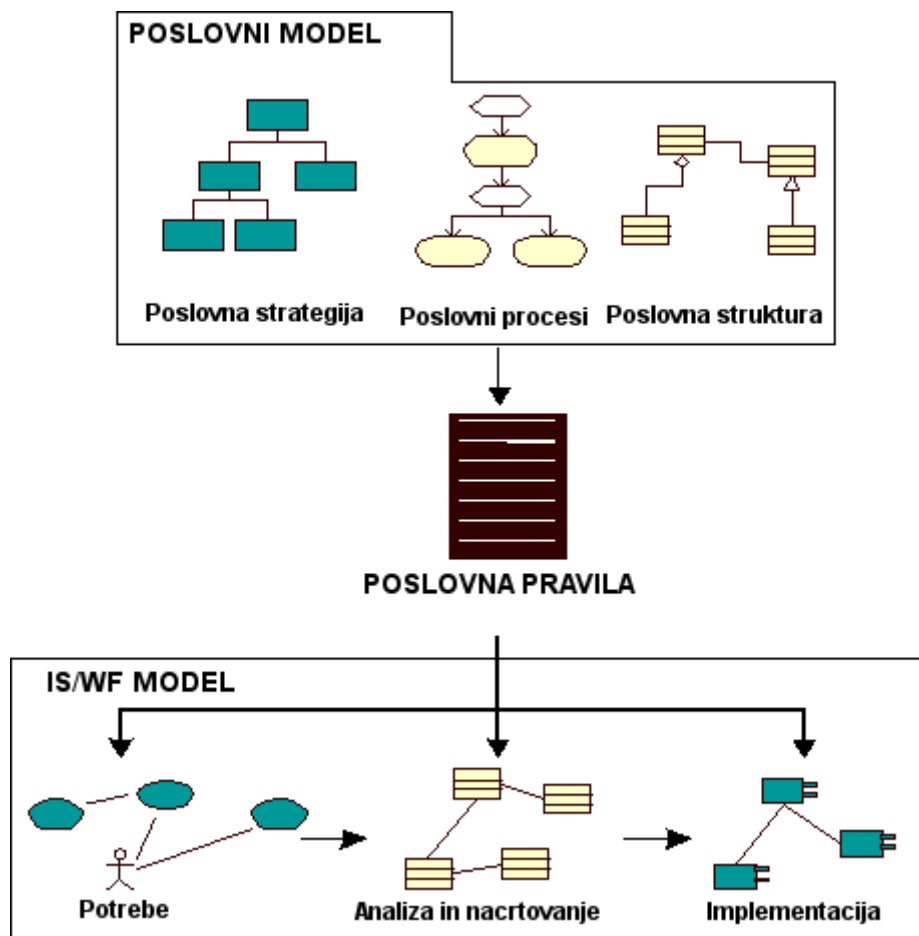 POSLOVNI MODEL
Poslovna strategija
Poslovni procesi
Poslovna struktura
POSLOVNA PRAVILA
IS/WF MODEL
Potrebe
Analiza in nacrtovanje
Implementacija